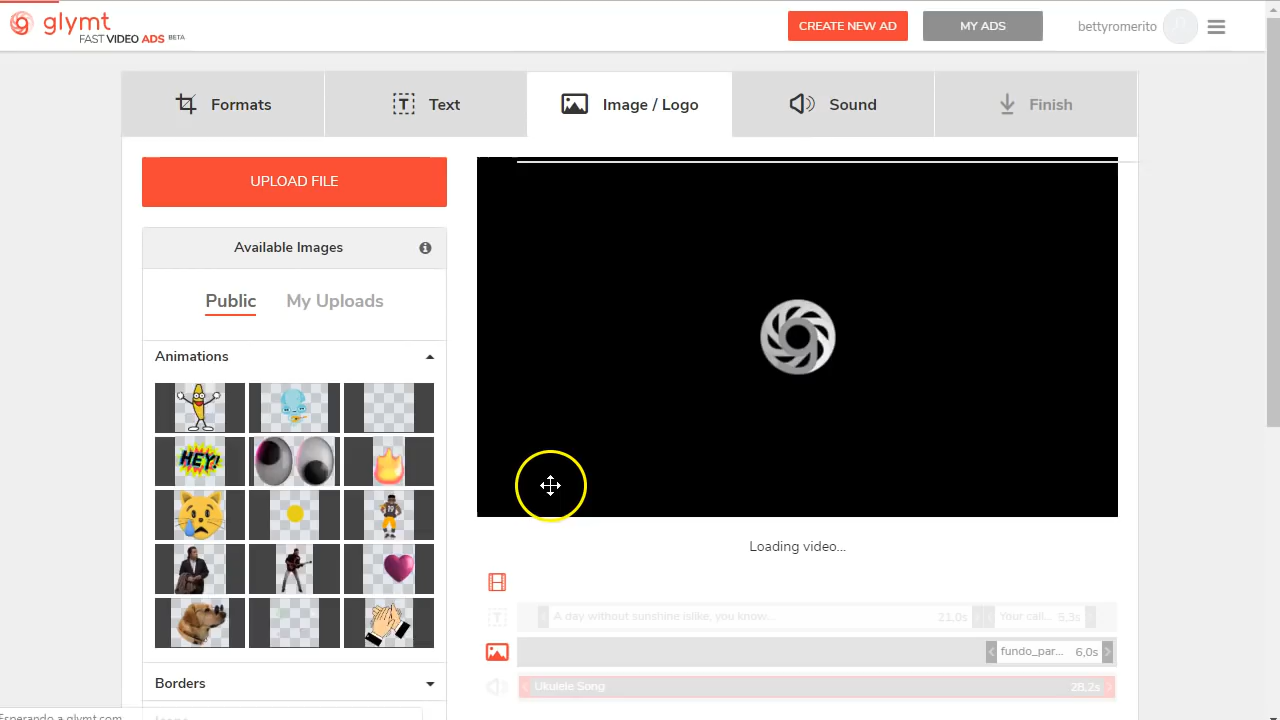 glymt
FAST VIDEO ADS BETA
CREATE NEW AD
MY ADS
bettyromerito
Formats
Text
Image / Logo
Sound
Finish
UPLOAD FILE
Available Images
Public
My Uploads
Animations
HEY!
Borders
Loading video...
A day without sunshine islike, you know...
21,0s
Your call...
5,3s
fundo_par...
6,0s
Ukulele Song
28,2s
Esperando a glymt.com